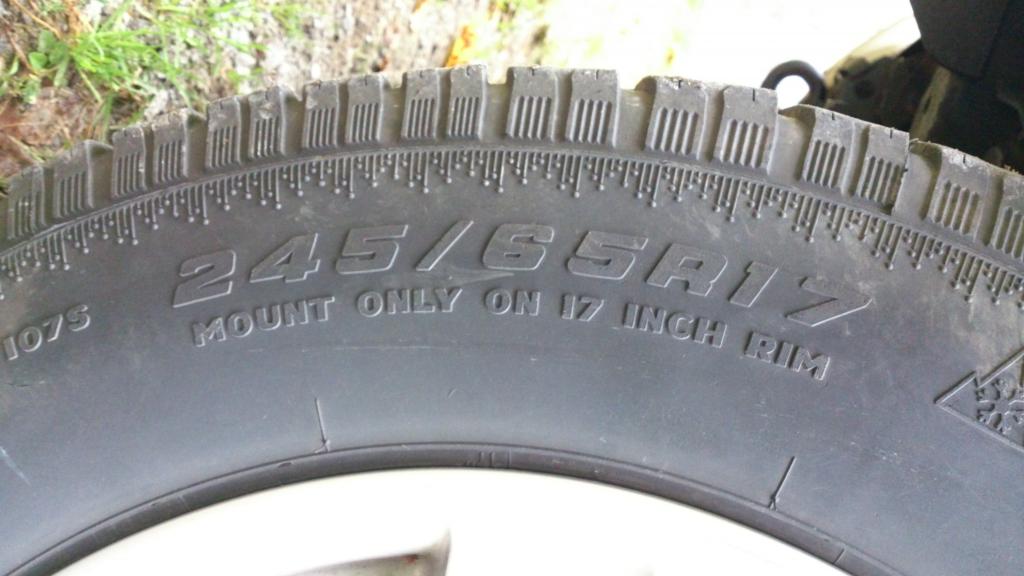 245/65R17
107S
MOUNT ONLY ON 17 INCH RIM